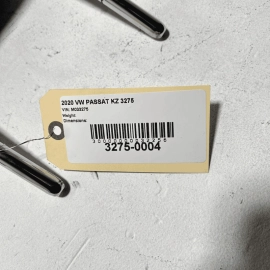 2020 VW PASSAT KZ 3275
VIN: M003275
Weight:
Dimensions:
3275-0004